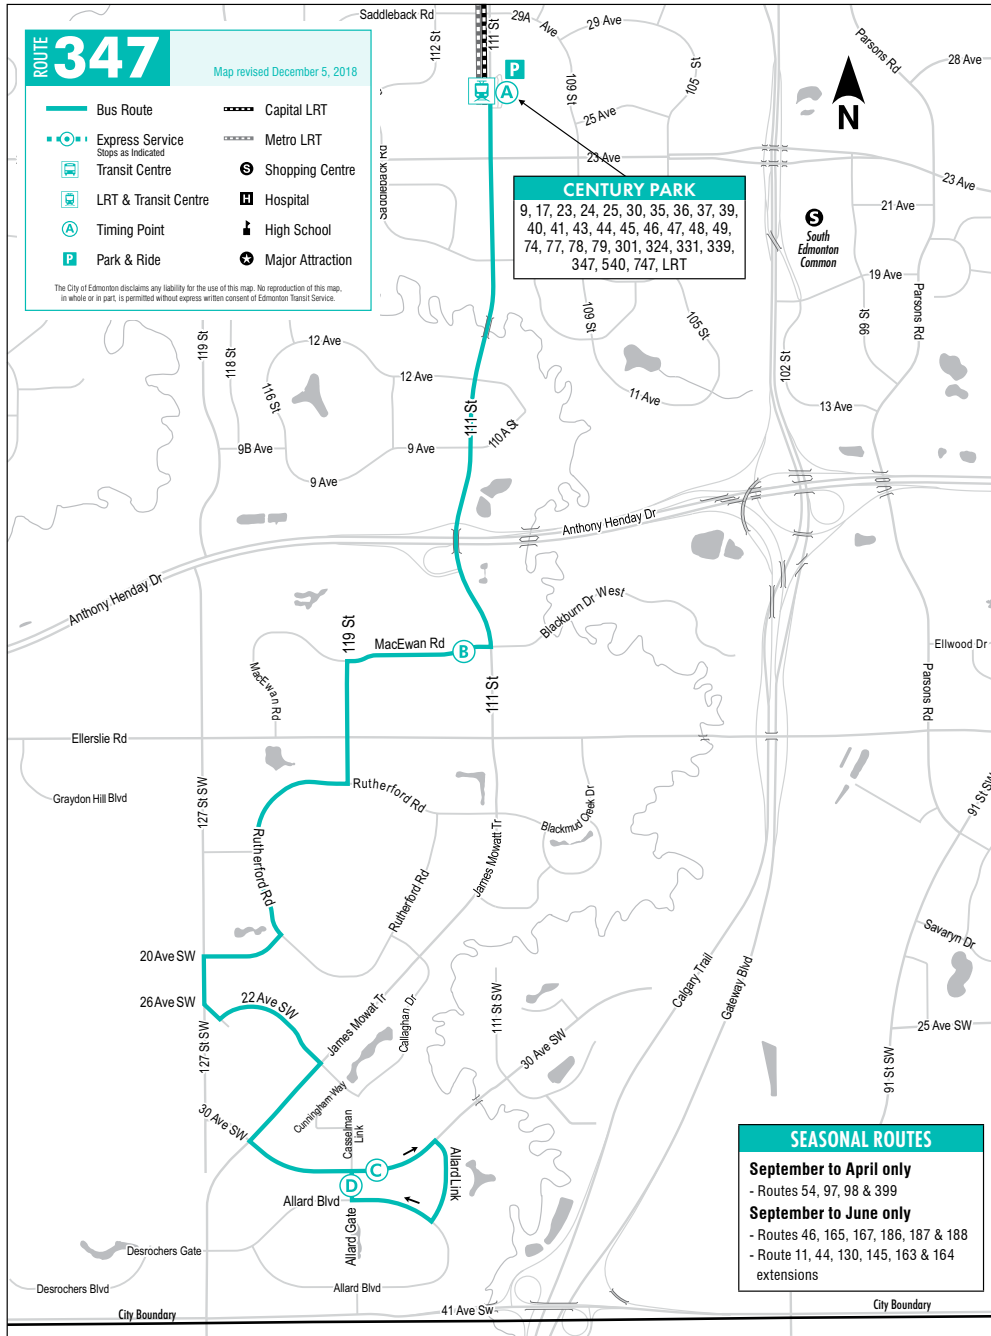 ROUTE 347
Map revised December 5, 2018
Bus Route
Capital LRT
Express Service
Stops as Indicated
Metro LRT
Transit Centre
S Shopping Centre
LRT & Transit Centre
H Hospital
A Timing Point
High School
P Park & Ride
Major Attraction
The City of Edmonton disclaims any liability for the use of this map. No reproduction of this map,
in whole or in part, is permitted without express written consent of Edmonton Transit Service.
Saddleback Rd
112 St
111 St
29A Ave
29 Ave
Parsons Rd
28 Ave
P
A
109 St
105 St
25 Ave
N
Saddleback Rd
23 Ave
23 Ave
CENTURY PARK
9, 17, 23, 24, 25, 30, 35, 36, 37, 39,
40, 41, 43, 44, 45, 46, 47, 48, 49,
74, 77, 78, 79, 301, 324, 331, 339,
347, 540, 747, LRT
21 Ave
S
South
Edmonton
Common
19 Ave
Parsons Rd
99 St
102 St
109 St
105 St
119 St
118 St
12 Ave
12 Ave
116 St
111 St
11 Ave
13 Ave
110A St
9B Ave
9 Ave
9 Ave
Anthony Henday Dr
Anthony Henday Dr
Blackburn Dr West
119 St
MacEwan Rd
B
Ellwood Dr
MacEwan Rd
111 St
Parsons Rd
Ellerslie Rd
127 St SW
Graydon Hill Blvd
Rutherford Rd
Blackmud Creek Dr
91 St SW
Rutherford Rd
James Mowatt Tr
Rutherford Rd
Savaryn Dr
20 Ave SW
Calgary Trail
Gateway Blvd
26 Ave SW
22 Ave SW
James Mowat Tr
Callaghan Dr
111 St SW
127 St SW
30 Ave SW
25 Ave SW
91 St SW
Cunningham Way
30 Ave SW
Casselman
Link
C
Allard Link
D
Allard Blvd
Allard Gate
Desrochers Gate
Desrochers Blvd
Allard Blvd
41 Ave Sw
City Boundary
City Boundary
SEASONAL ROUTES
September to April only
- Routes 54, 97, 98 & 399
September to June only
- Routes 46, 165, 167, 186, 187 & 188
- Route 11, 44, 130, 145, 163 & 164
extensions